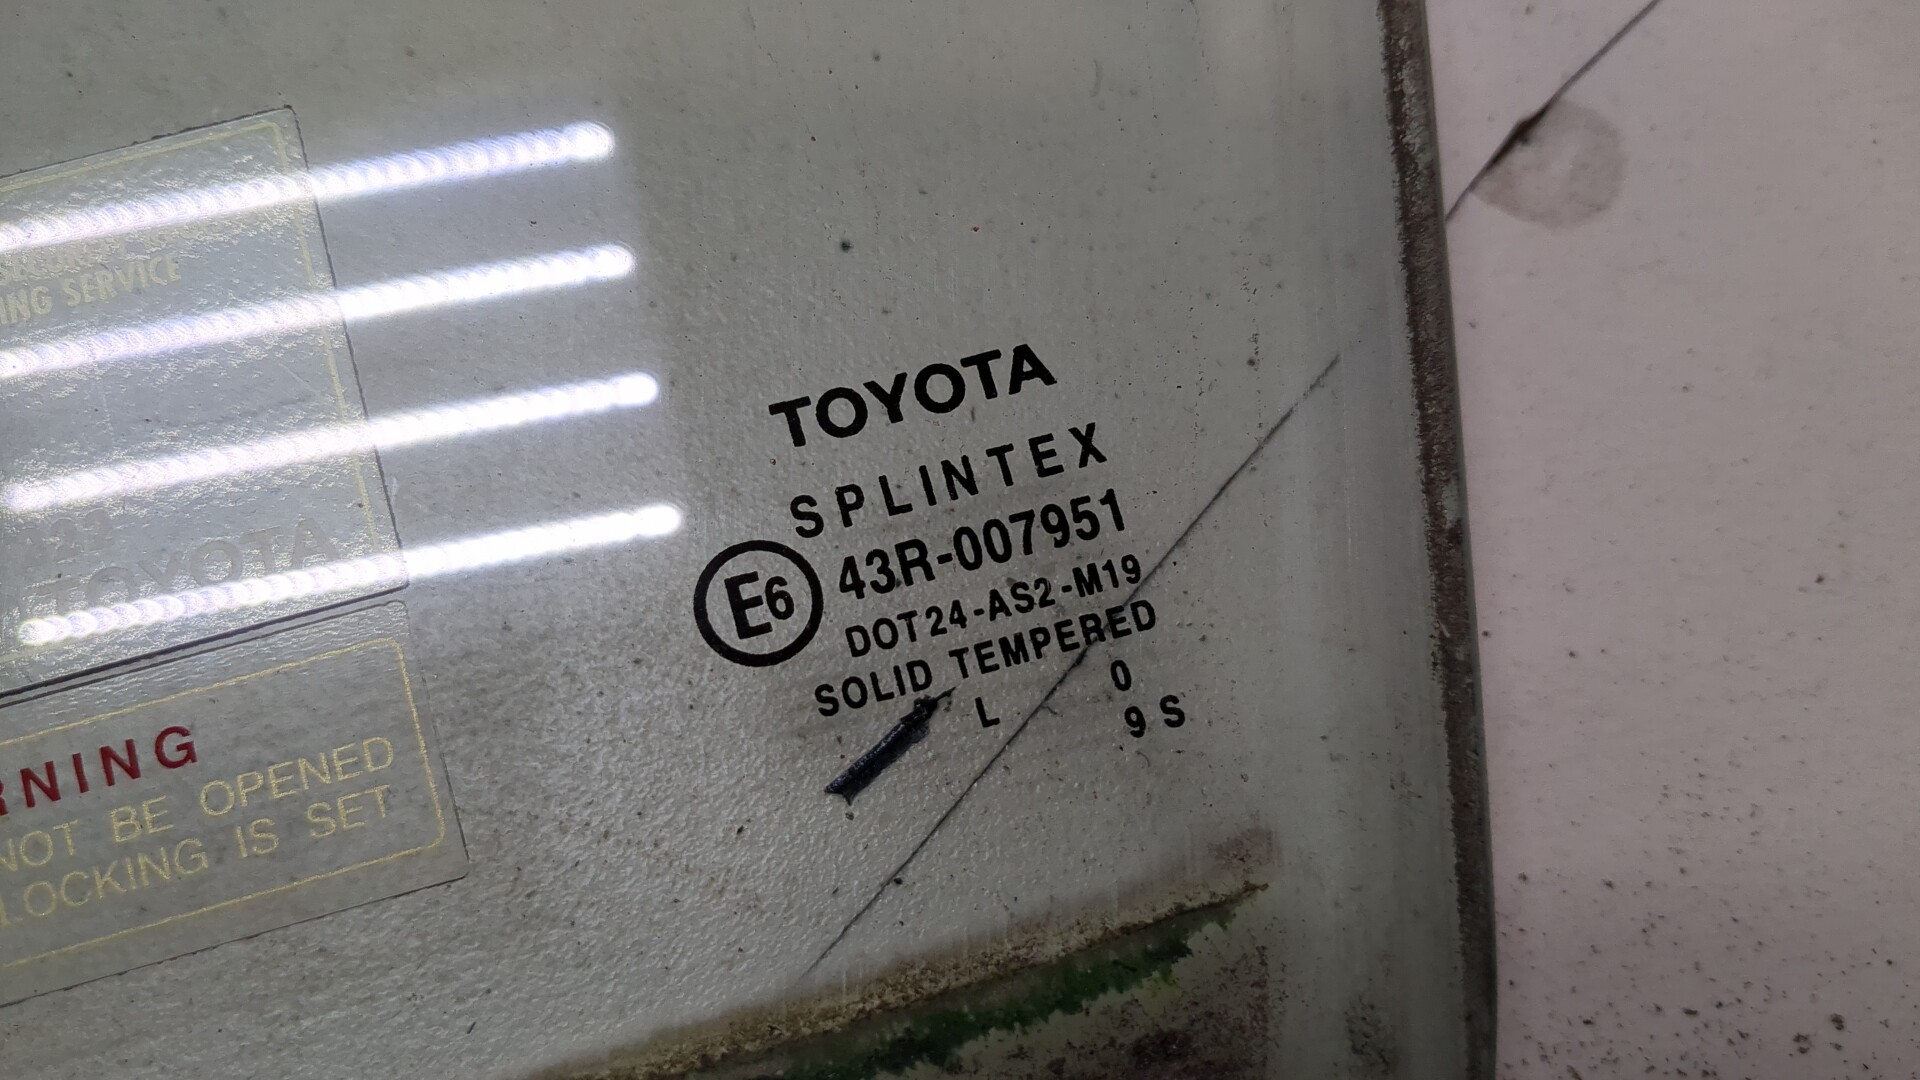 ING SERVICE
323
TOYOTA
RNING
NOT BE OPENED
LOCKING IS SET
TOYOTA
SPLINTEX
E6 43R-007951
DOT24-AS2-M19
SOLID TEMPERED
L 0
9 S